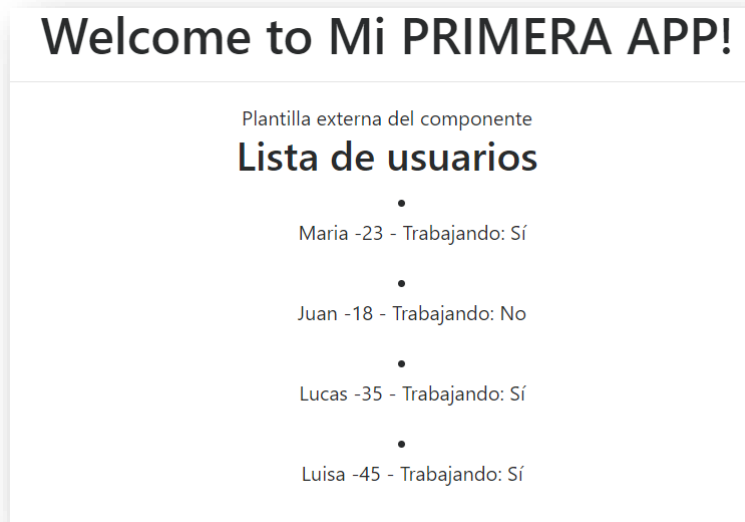 Welcome to Mi PRIMERA APP!
Plantilla externa del componente
Lista de usuarios
Maria -23 - Trabajando: Sí
Juan -18 - Trabajando: No
Lucas -35 - Trabajando: Sí
Luisa -45 - Trabajando: Sí